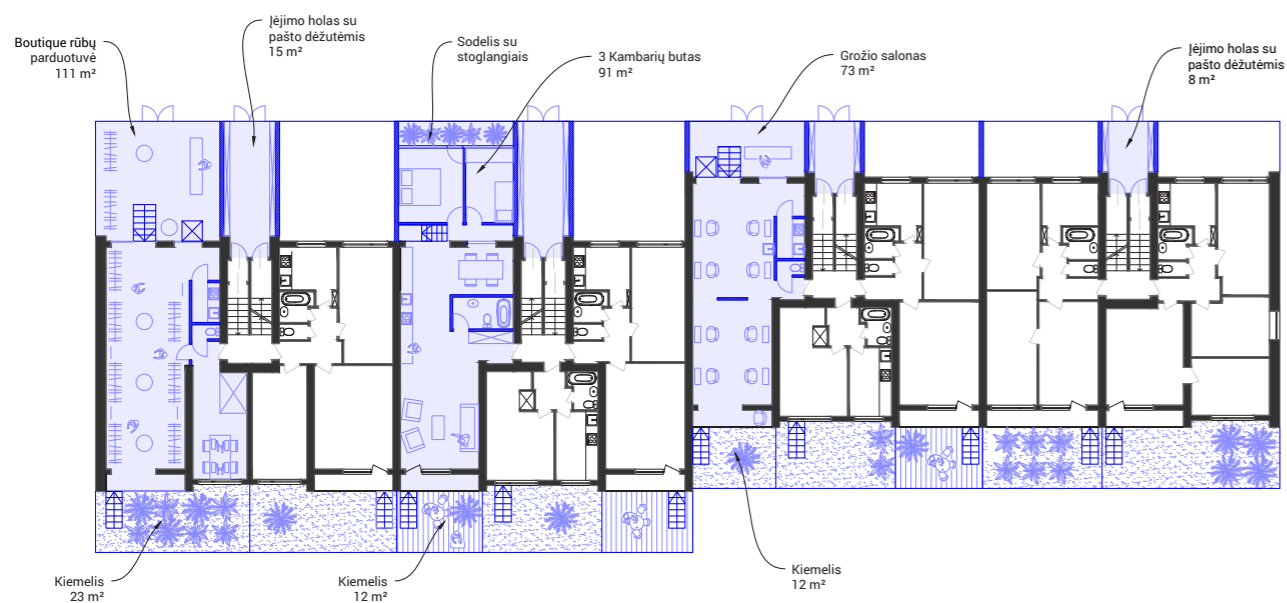 Boutique rūbų
parduotuvė
111 m²
Įėjimo holas su
pašto dėžutėmis
15 m²
Sodelis su
stoglangiais
3 Kambarių butas
91 m²
Grožio salonas
73 m²
Įėjimo holas su
pašto dėžutėmis
8 m²
Kiemelis
23 m²
Kiemelis
12 m²
Kiemelis
12 m²